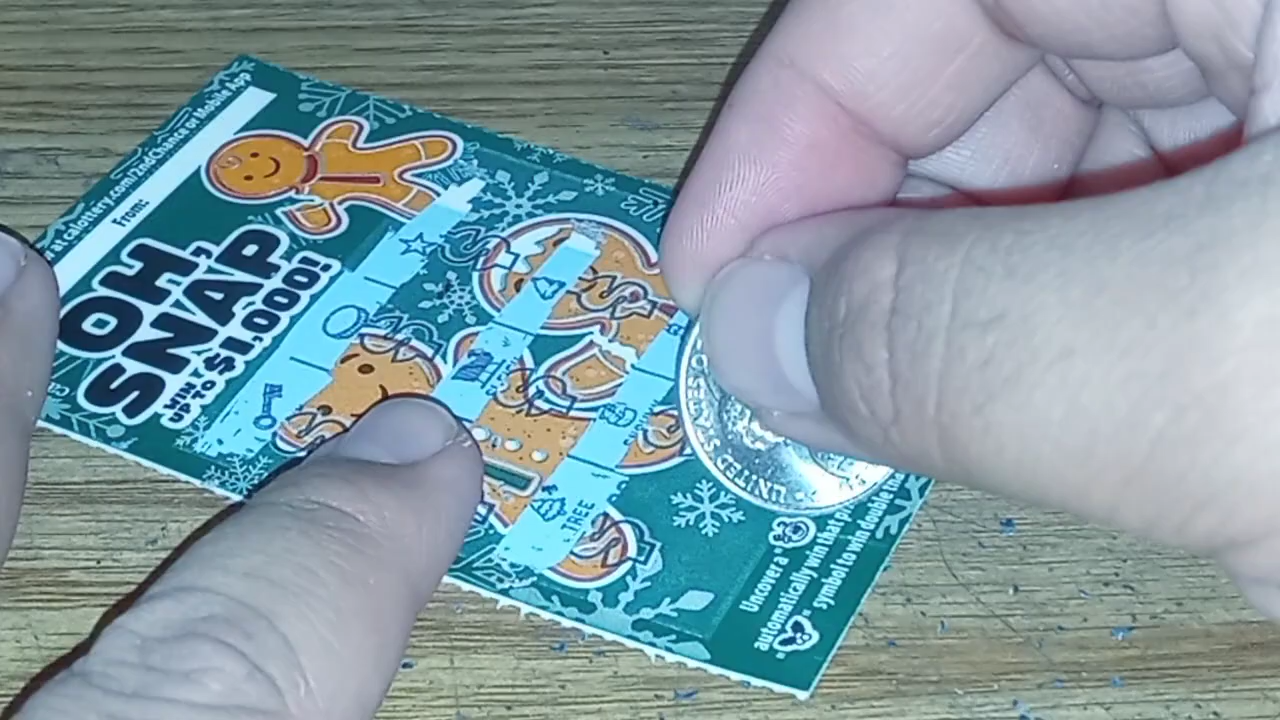 at calottery.com/2ndChance or Mobile App
From:
OH,
SNAP
WIN
UP TO $1,000!
TREE
UNITED STATES O
Uncover a "
automatically win that
symbol to win double the